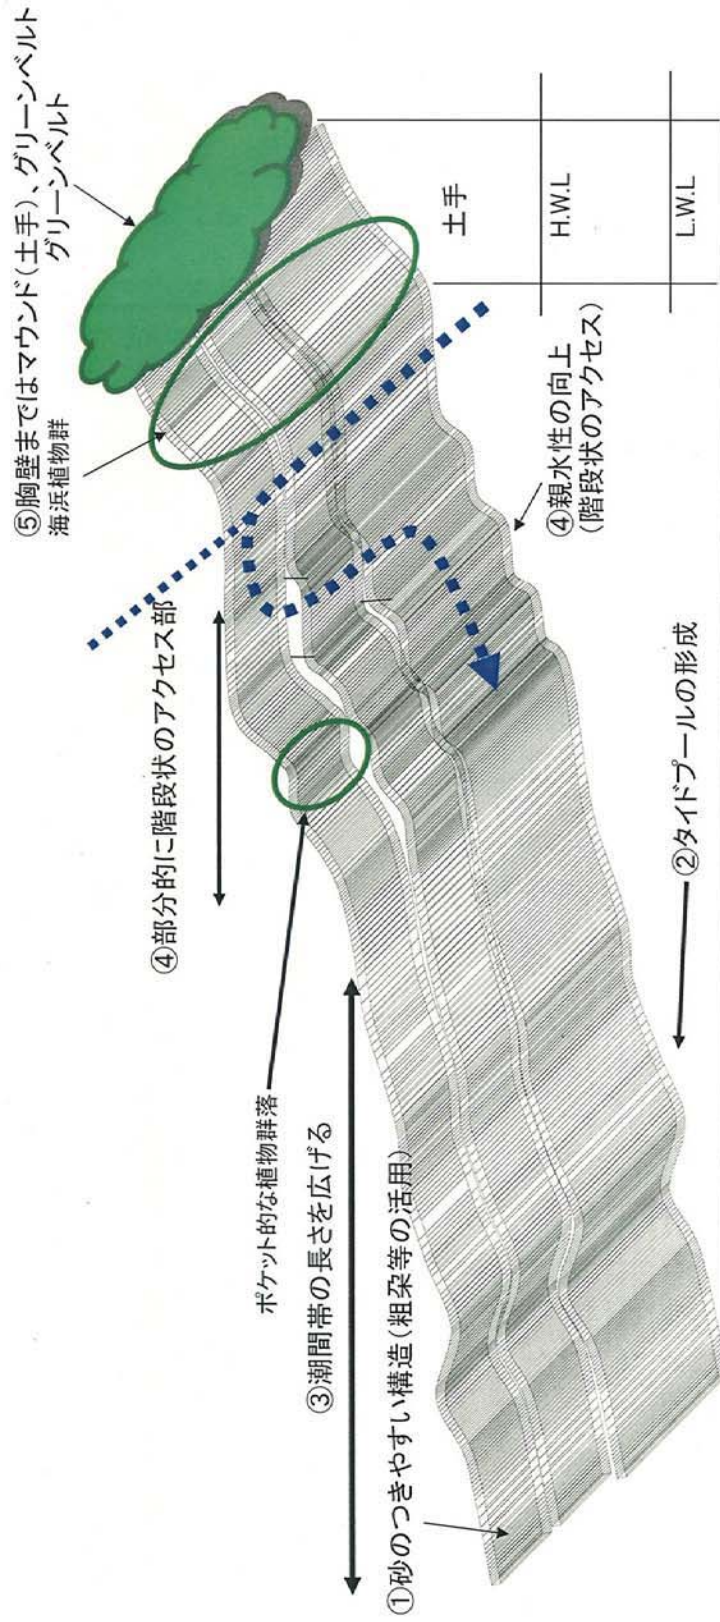 ⑤胸壁まではマウンド(土手)、グリーンベルト
グリーンベルト
海浜植物群
④部分的に階段状のアクセス部
ポケット的な植物群落
③潮間帯の長さを広げる
①砂のつきやすい構造(粗朶等の活用)
土手
H.W.L
L.W.L
④親水性の向上
(階段状のアクセス)
②タイドプールの形成